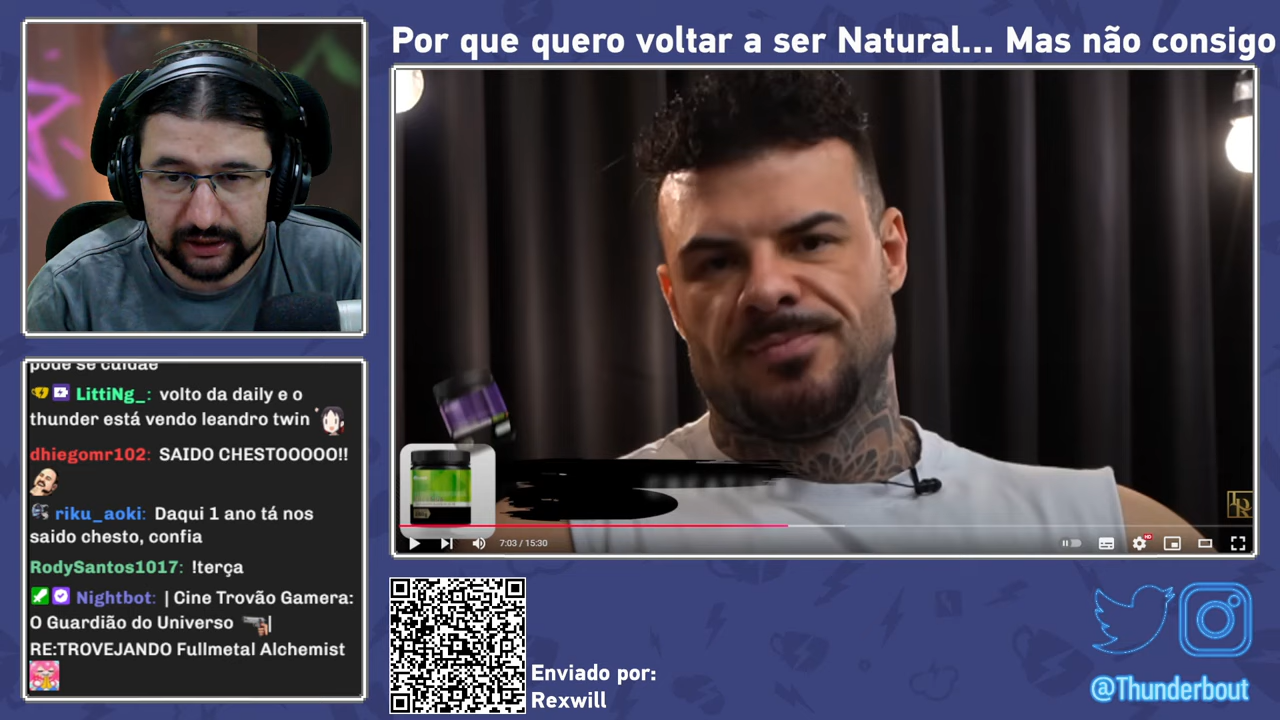 Por que quero voltar a ser Natural... Mas não consigo
pode se cuidae
LittiNg_: volto da daily e o
thunder está vendo leandro twin
dhiegomr102: SAIDO CHESTOOOOO!!
riku_aoki: Daqui 1 ano tá nos
saido chesto, confia
RodySantos1017: !terça
Nightbot: | Cine Trovão Gamera:
O Guardião do Universo |
RE:TROVEJANDO Fullmetal Alchemist
7:03 / 15:30
HD
Enviado por:
Rexwill
@Thunderbout